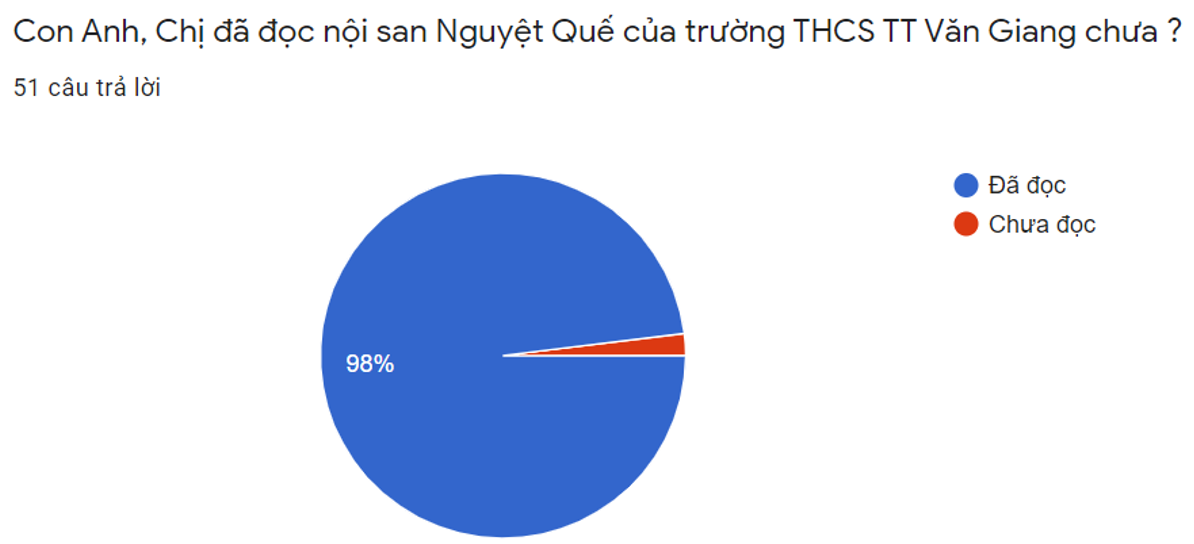 Con Anh, Chị đã đọc nội san Nguyệt Quế của trường THCS TT Văn Giang chưa ?
51 câu trả lời
Đã đọc
Chưa đọc
98%